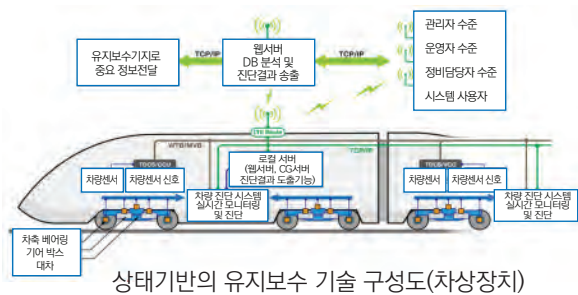 관리자 수준
운영자 수준
정비담당자 수준
시스템 사용자
TCP/IP
TCP/IP
유지보수기지로
중요 정보전달
웹서버
DB 분석 및
진단결과 송출
LTE Router
WTB/MVB
TCP/IP
로컬 서버
(웹서버, CG서버
진단결과 도출기능)
차량센서
차량센서 신호
차량 진단 시스템
실시간 모니터링
및 진단
차량센서
차량센서 신호
차량 진단 시스템
실시간 모니터링
및 진단
차축 베어링
기어 박스
대차
상태기반의 유지보수 기술 구성도(차상장치)